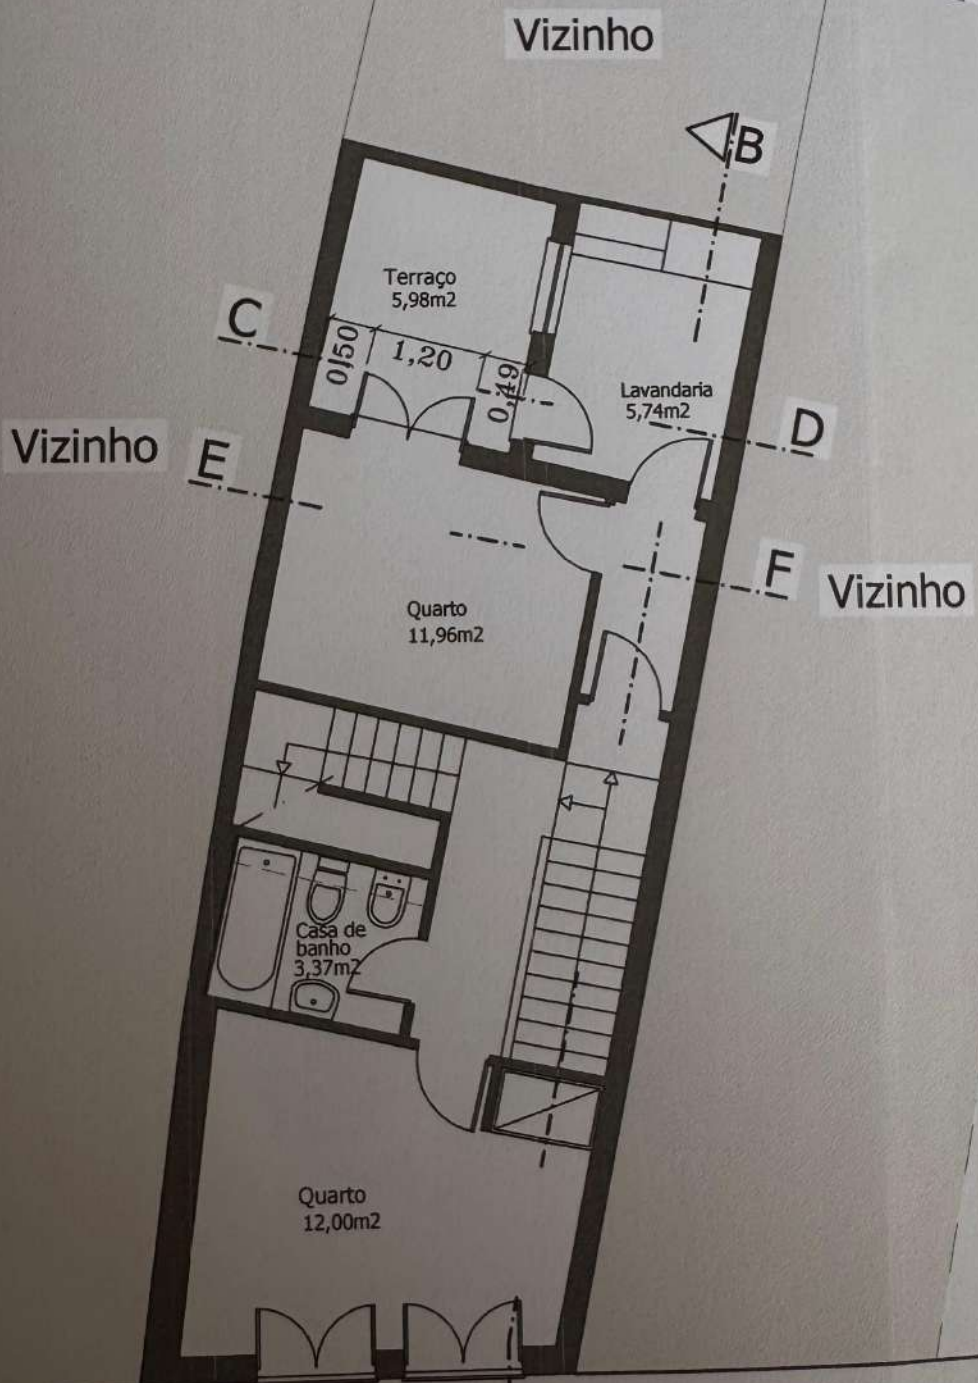 Vizinho
B
Terraço
5,98m2
C
0,50
1,20
0,49
Lavandaria
5,74m2
D
Vizinho
E
F
Vizinho
Quarto
11,96m2
Casa de
banho
3,37m2
Quarto
12,00m2